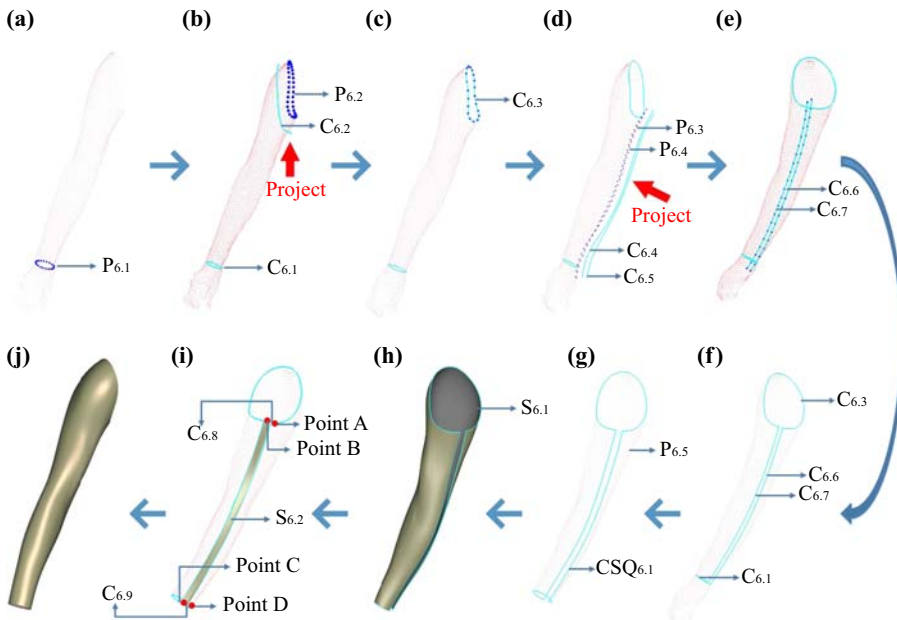 (a) (b) (c) (d) (e)
P6.2
C6.3
C6.2
P6.3
P6.4
Project
C6.6
Project
C6.7
C6.4
P6.1
C6.1
C6.5
(j) (i) (h) (g) (f)
C6.3
S6.1
Point A
C6.8
Point B
P6.5
C6.6
C6.7
S6.2
Point C
CSQ6.1
C6.1
C6.9
Point D